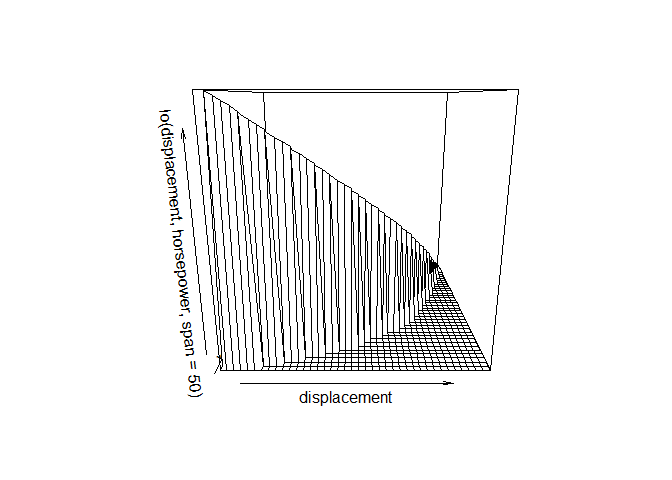 lo(displacement, horsepower, span = 50)
displacement